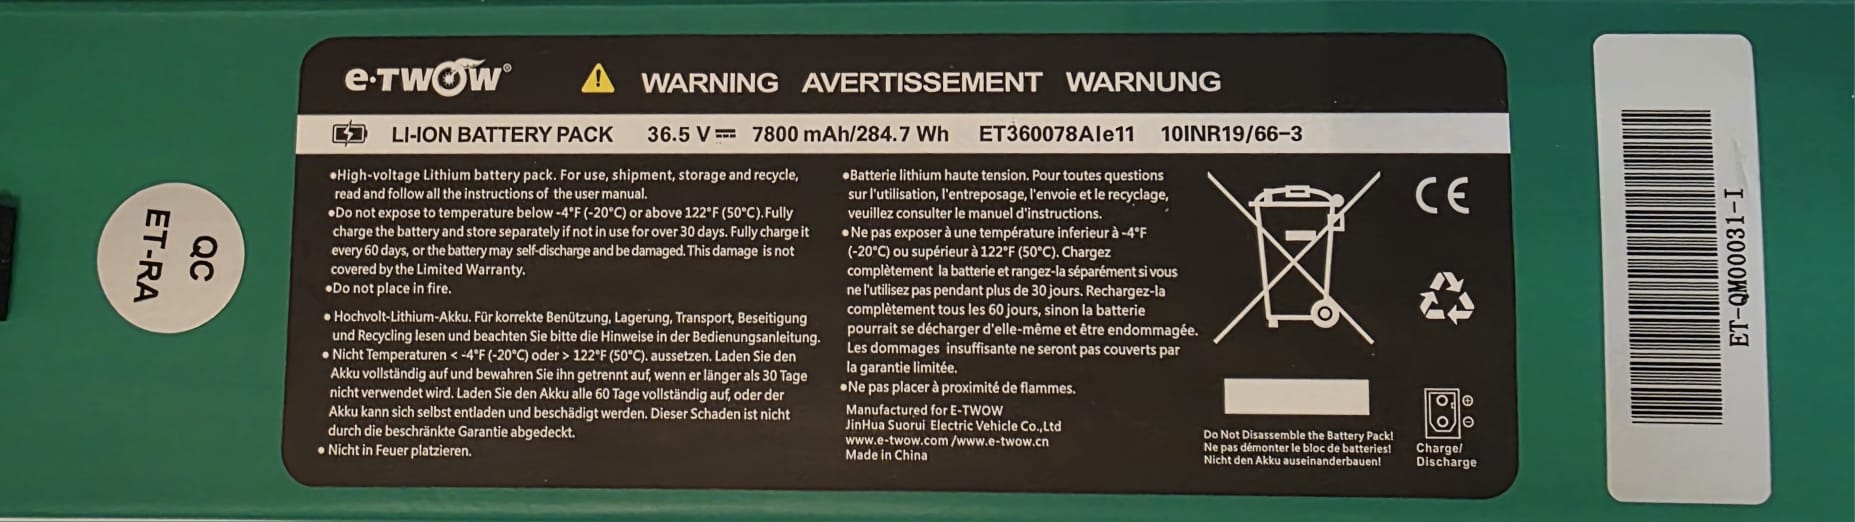 QC
ET-RA
e·TWOW®
WARNING AVERTISSEMENT WARNUNG
LI-ION BATTERY PACK 36.5 V⎓ 7800 mAh/284.7 Wh ET360078AIe11 10INR19/66-3
•High-voltage Lithium battery pack. For use, shipment, storage and recycle,
read and follow all the instructions of the user manual.
•Do not expose to temperature below -4°F (-20°C) or above 122°F (50°C).Fully
charge the battery and store separately if not in use for over 30 days. Fully charge it
every 60 days, or the battery may self-discharge and be damaged. This damage is not
covered by the Limited Warranty.
•Do not place in fire.
• Hochvolt-Lithium-Akku. Für korrekte Benützung, Lagerung, Transport, Beseitigung
und Recycling lesen und beachten Sie bitte die Hinweise in der Bedienungsanleitung.
• Nicht Temperaturen < -4°F (-20°C) oder > 122°F (50°C). aussetzen. Laden Sie den
Akku vollständig auf und bewahren Sie ihn getrennt auf, wenn er länger als 30 Tage
nicht verwendet wird. Laden Sie den Akku alle 60 Tage vollständig auf, oder der
Akku kann sich selbst entladen und beschädigt werden. Dieser Schaden ist nicht
durch die beschränkte Garantie abgedeckt.
• Nicht in Feuer platzieren.
•Batterie lithium haute tension. Pour toutes questions
sur l'utilisation, l'entreposage, l'envoie et le recyclage,
veuillez consulter le manuel d'instructions.
•Ne pas exposer à une température inferieur à -4°F
(-20°C) ou supérieur à 122°F (50°C). Chargez
complètement la batterie et rangez-la séparément si vous
ne l'utilisez pas pendant plus de 30 jours. Rechargez-la
complètement tous les 60 jours, sinon la batterie
pourrait se décharger d'elle-même et être endommagée.
Les dommages insuffisante ne seront pas couverts par
la garantie limitée.
•Ne pas placer à proximité de flammes.
Manufactured for E-TWOW
JinHua Suorui Electric Vehicle Co.,Ltd
www.e-twow.com /www.e-twow.cn
Made in China
Do Not Disassemble the Battery Pack!
Ne pas démonter le bloc de batteries!
Nicht den Akku auseinanderbauen!
CE
Charge/
Discharge
ET-QM00031-I